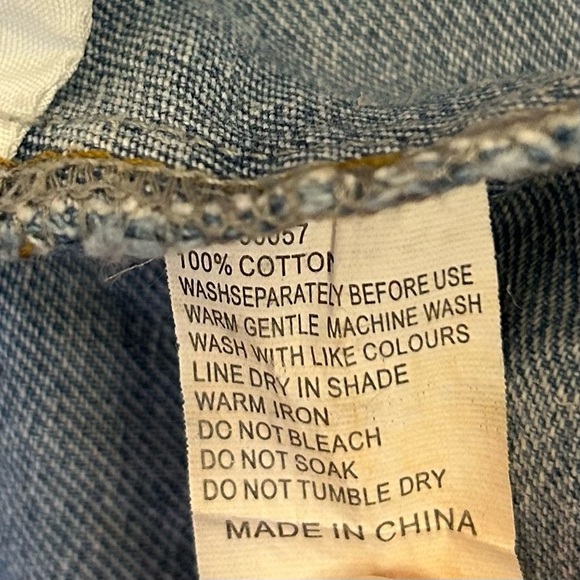 100% COTTON
WASHSEPARATELY BEFORE USE
WARM GENTLE MACHINE WASH
WASH WITH LIKE COLOURS
LINE DRY IN SHADE
WARM IRON
DO NOT BLEACH
DO NOT SOAK
DO NOT TUMBLE DRY
MADE IN CHINA